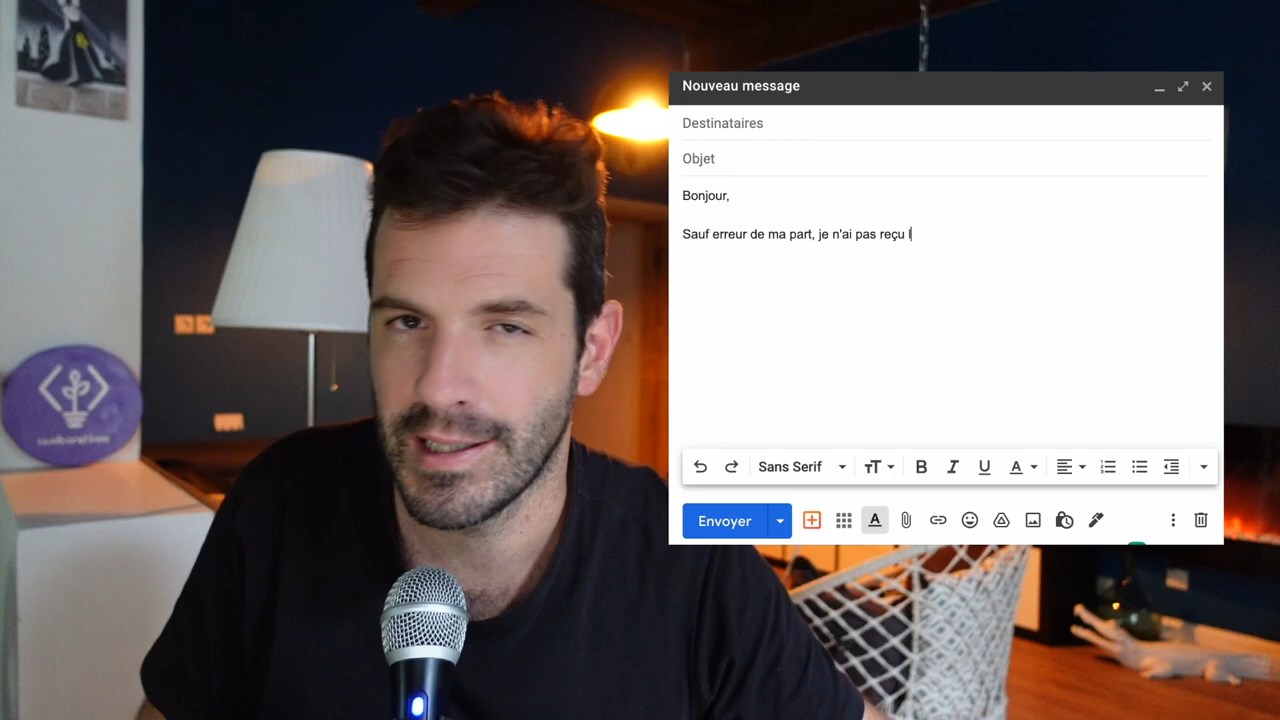 Nouveau message
Destinataires
Objet
Bonjour,
Sauf erreur de ma part, je n'ai pas reçu l
Sans Serif
Envoyer